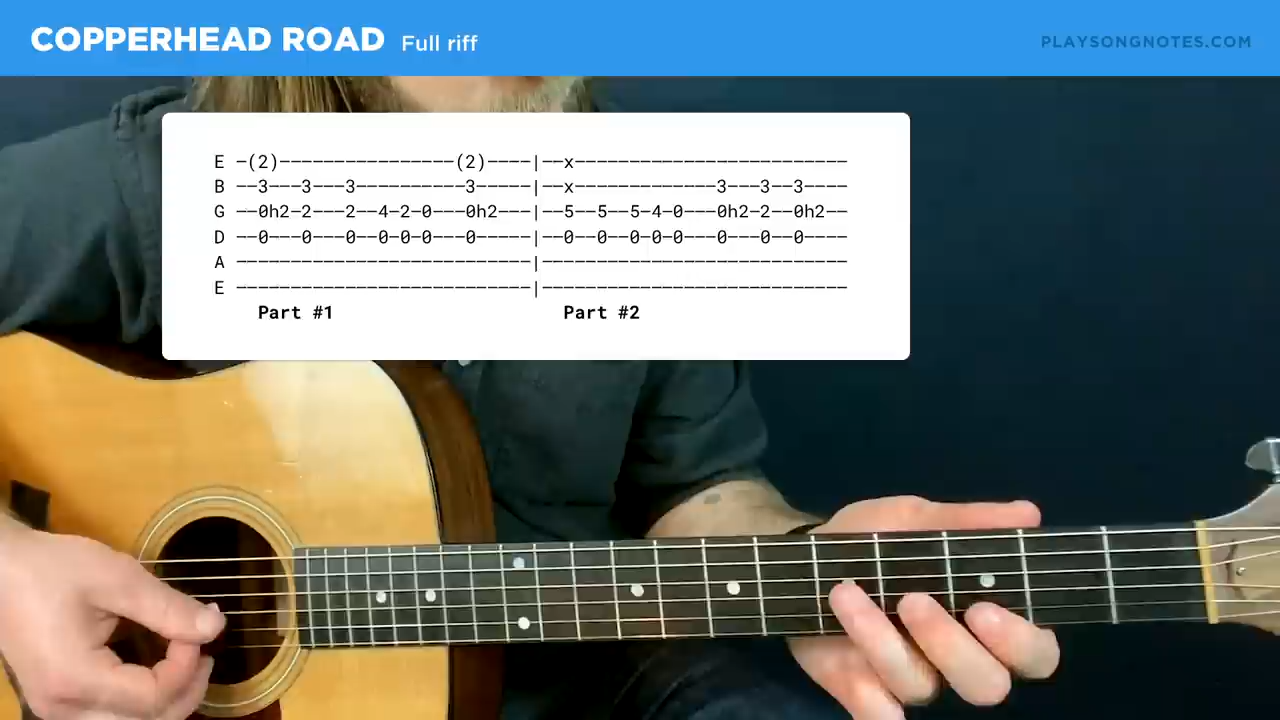 COPPERHEAD ROAD Full riff
PLAYSONGNOTES.COM
E —(2)————————————————(2)————|——x—————————————————————————
B ——3———3———3——————————3—————|——x—————————————3———3——3————
G ——0h2—2———2——4—2—0———0h2———|——5——5——5—4—0———0h2—2——0h2——
D ——0———0———0——0—0—0———0—————|——0——0——0—0—0———0———0——0————
A ———————————————————————————|————————————————————————————
E ———————————————————————————|————————————————————————————
Part #1 Part #2